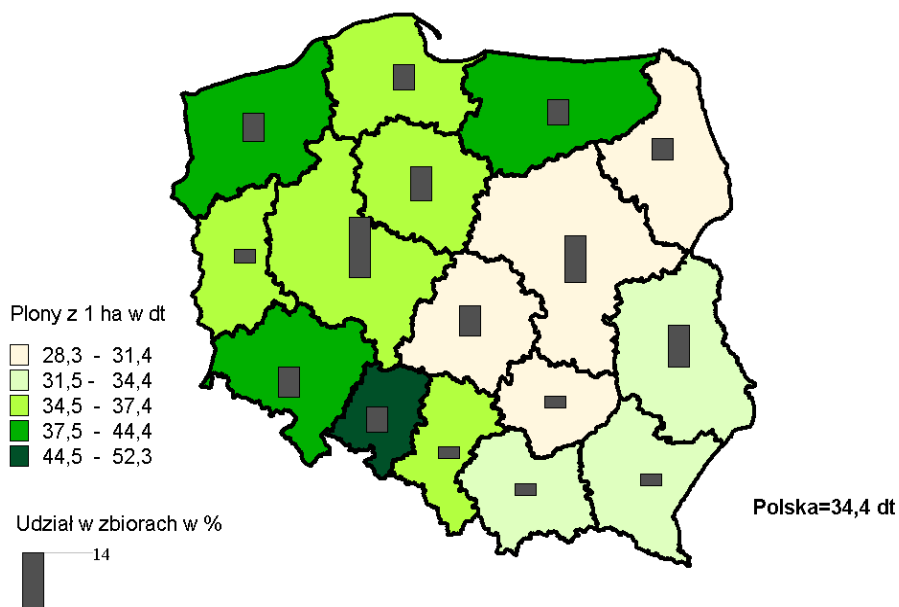 Plony z 1 ha w dt
28,3 - 31,4
31,5 - 34,4
34,5 - 37,4
37,5 - 44,4
44,5 - 52,3
Polska=34,4 dt
Udział w zbiorach w %
14